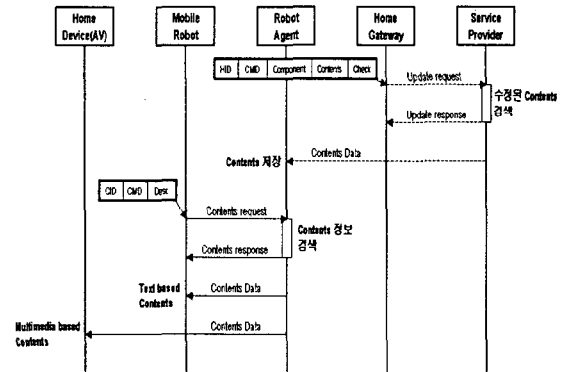 Home
Device(AV)
Mobile
Robot
Robot
Agent
Home
Gateway
Service
Provider
HID CMD Component Contents Check
Update request
수정된 Contents
검색
Update response
Contents Data
Contents 저장
CID CMD Desc
Contents request
Contents 정보
검색
Contents response
Text based
Contents
Contents Data
Multimedia based
Contents
Contents Data